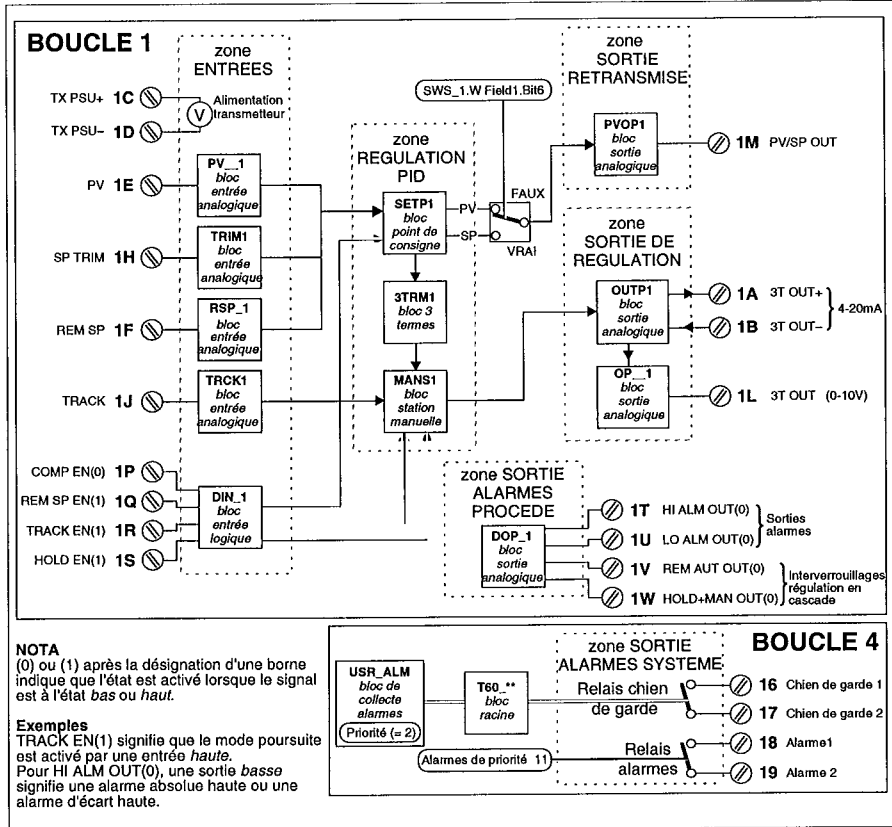 BOUCLE 1
zone
ENTREES
TX PSU+ 1C
TX PSU– 1D
V
Alimentation
transmetteur
PV 1E
PV__1
bloc
entrée
analogique
SP TRIM 1H
TRIM1
bloc
entrée
analogique
REM SP 1F
RSP_1
bloc
entrée
analogique
TRACK 1J
TRCK1
bloc
entrée
analogique
COMP EN(0) 1P
REM SP EN(1) 1Q
TRACK EN(1) 1R
HOLD EN(1) 1S
DIN_1
bloc
entrée
logique
zone
REGULATION
PID
SETP1
bloc
point de
consigne
3TRM1
bloc 3
termes
MANS1
bloc
station
manuelle
SWS_1.W Field1.Bit6
PV
SP
FAUX
VRAI
zone
SORTIE
RETRANSMISE
PVOP1
bloc
sortie
analogique
1M PV/SP OUT
zone
SORTIE DE
REGULATION
OUTP1
bloc
sortie
analogique
1A 3T OUT+
1B 3T OUT–
4-20mA
OP__1
bloc
sortie
analogique
1L 3T OUT (0-10V)
zone SORTIE
ALARMES
PROCEDE
DOP_1
bloc
sortie
analogique
1T HI ALM OUT(0)
1U LO ALM OUT(0)
Sorties
alarmes
1V REM AUT OUT(0)
1W HOLD+MAN OUT(0)
Interverrouillages
régulation en
cascade
NOTA
(0) ou (1) après la désignation d'une borne
indique que l'état est activé lorsque le signal
est à l'état bas ou haut.
Exemples
TRACK EN(1) signifie que le mode poursuite
est activé par une entrée haute.
Pour HI ALM OUT(0), une sortie basse
signifie une alarme absolue haute ou une
alarme d'écart haute.
BOUCLE 4
zone SORTIE
ALARMES SYSTEME
USR_ALM
bloc de
collecte
alarmes
Priorité (= 2)
T60_**
bloc
racine
Relais chien
de garde
16 Chien de garde 1
17 Chien de garde 2
Alarmes de priorité 11
Relais
alarmes
18 Alarme1
19 Alarme 2